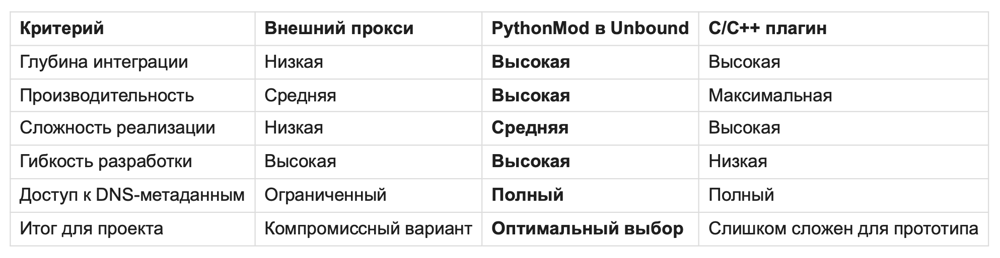 Критерий Внешний прокси PythonMod в Unbound C/C++ плагин
Глубина интеграции Низкая Высокая Высокая
Производительность Средняя Высокая Максимальная
Сложность реализации Низкая Средняя Высокая
Гибкость разработки Высокая Высокая Низкая
Доступ к DNS-метаданным Ограниченный Полный Полный
Итог для проекта Компромиссный вариант Оптимальный выбор Слишком сложен для прототипа